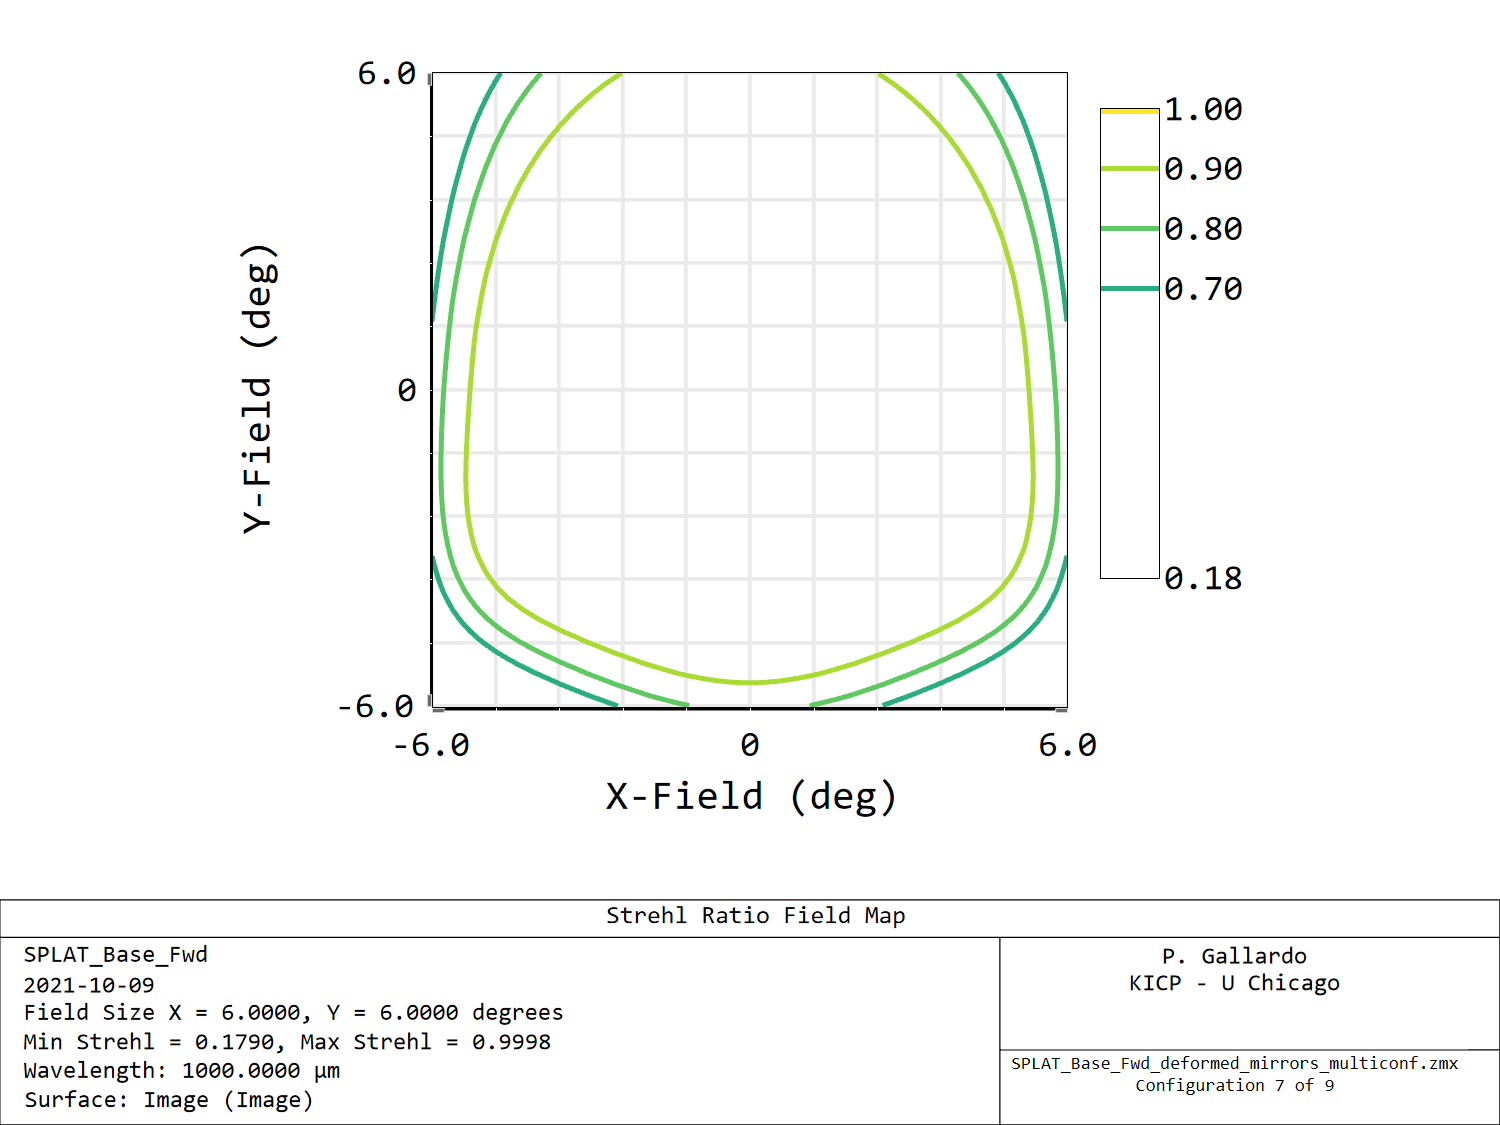 6.0
0
-6.0
Y-Field (deg)
-6.0 0 6.0
X-Field (deg)
1.00
0.90
0.80
0.70
0.18
Strehl Ratio Field Map
SPLAT_Base_Fwd
2021-10-09
Field Size X = 6.0000, Y = 6.0000 degrees
Min Strehl = 0.1790, Max Strehl = 0.9998
Wavelength: 1000.0000 µm
Surface: Image (Image)
P. Gallardo
KICP - U Chicago
SPLAT_Base_Fwd_deformed_mirrors_multiconf.zmx
Configuration 7 of 9